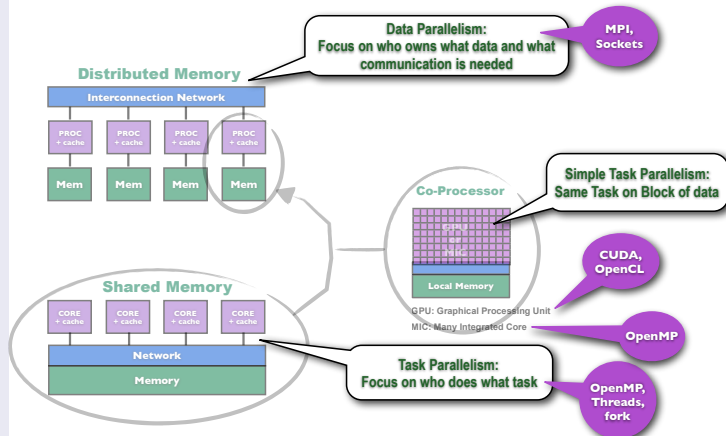 Data Parallelism:
Focus on who owns what data and what
communication is needed
MPI,
Sockets
Distributed Memory
Interconnection Network
PROC
+ cache
PROC
+ cache
PROC
+ cache
PROC
+ cache
Mem
Mem
Mem
Mem
Simple Task Parallelism:
Same Task on Block of data
Co-Processor
GPU
or
MIC
Local Memory
CUDA,
OpenCL
GPU: Graphical Processing Unit
MIC: Many Integrated Core
OpenMP
Shared Memory
CORE
+ cache
CORE
+ cache
CORE
+ cache
CORE
+ cache
Network
Memory
Task Parallelism:
Focus on who does what task
OpenMP,
Threads,
fork